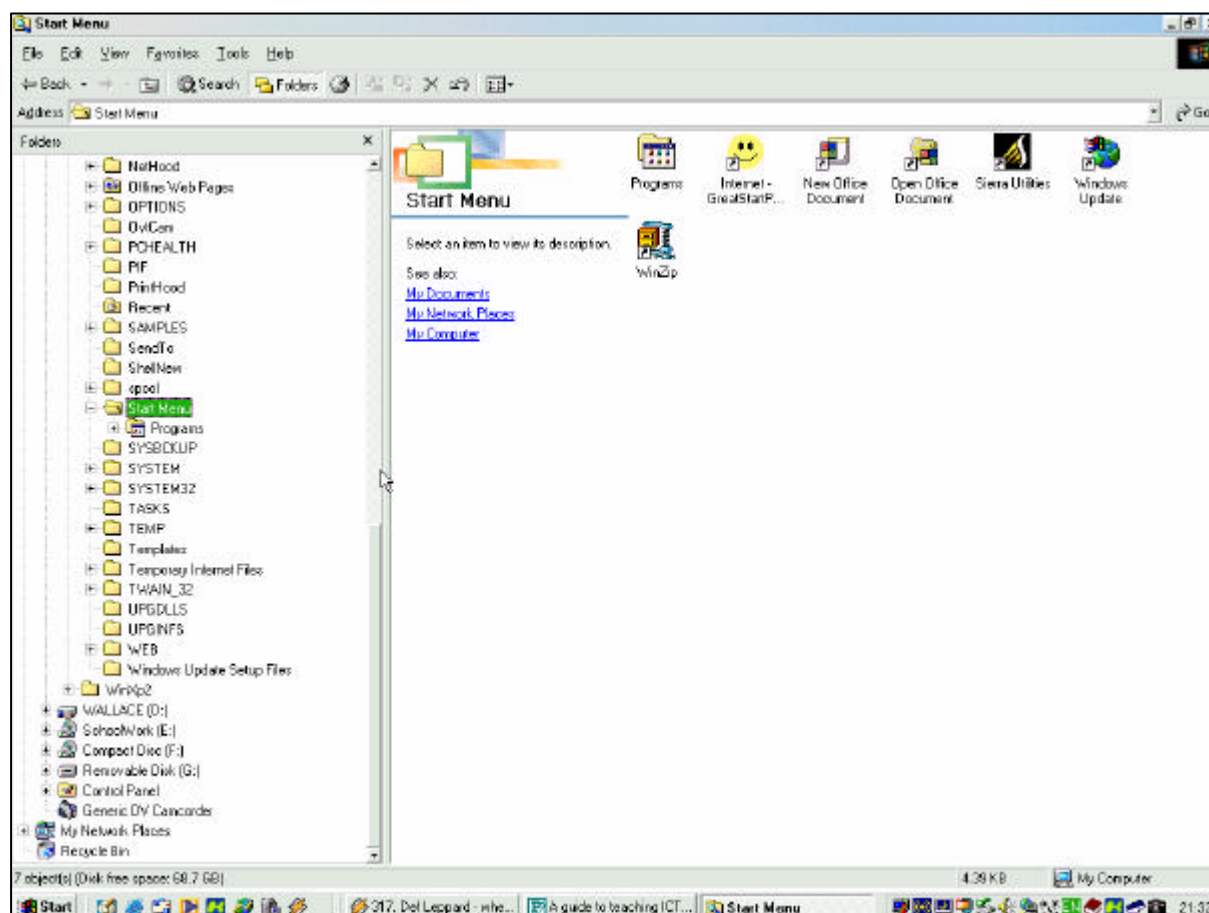 Start Menu
File Edit View Favorites Tools Help
Back Search Folders
Address Start Menu Go
Folders
NetHood
Offline Web Pages
OPTIONS
OvlCam
PCHEALTH
PIF
PrintHood
Recent
SAMPLES
SendTo
ShellNew
spool
Start Menu
Programs
SYSBCKUP
SYSTEM
SYSTEM32
TASKS
TEMP
Templates
Temporary Internet Files
TWAIN_32
UPGDLLS
UPGINFS
WEB
Windows Update Setup Files
WinXp2
WALLACE (D:)
SchoolWork (E:)
Compact Disc (F:)
Removable Disk (G:)
Control Panel
Generic DV Camcorder
My Network Places
Recycle Bin
Start Menu
Select an item to view its description.
See also:
My Documents
My Network Places
My Computer
Programs
Internet - GreatStartP...
New Office Document
Open Office Document
Sierra Utilities
Windows Update
WinZip
7 object(s) (Disk free space: 68.7 GB) 4.39 KB My Computer
Start 317. Def Leppard - whe... A guide to teaching ICT... Start Menu